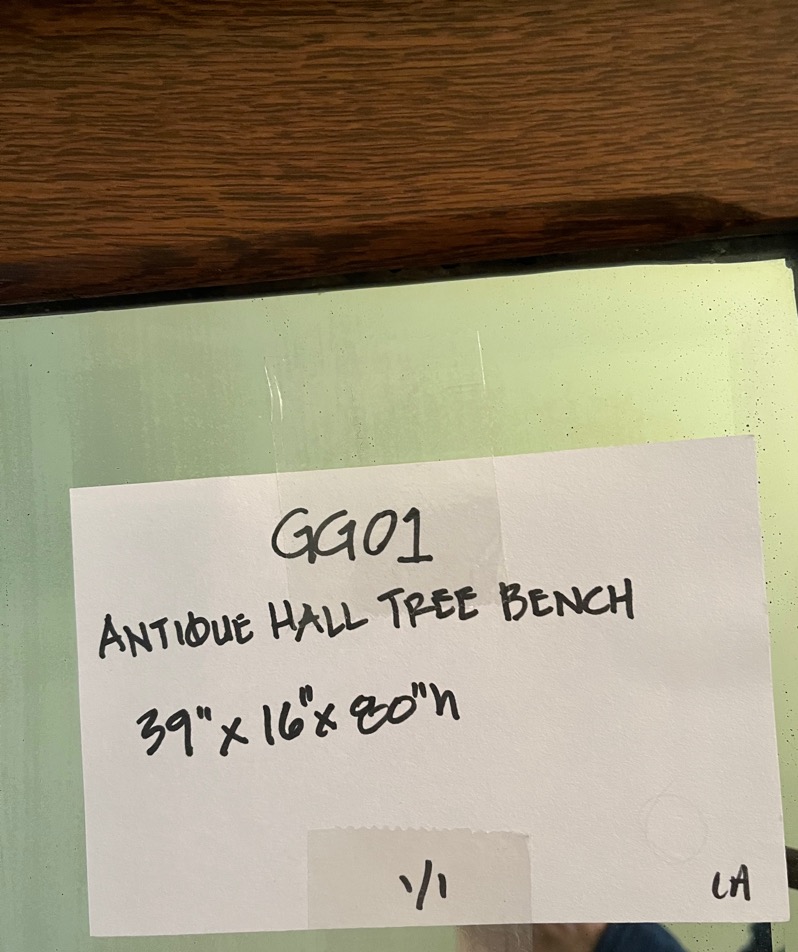 GG01
ANTIQUE HALL TREE BENCH
39" x 16" x 80"h
1/1
LA